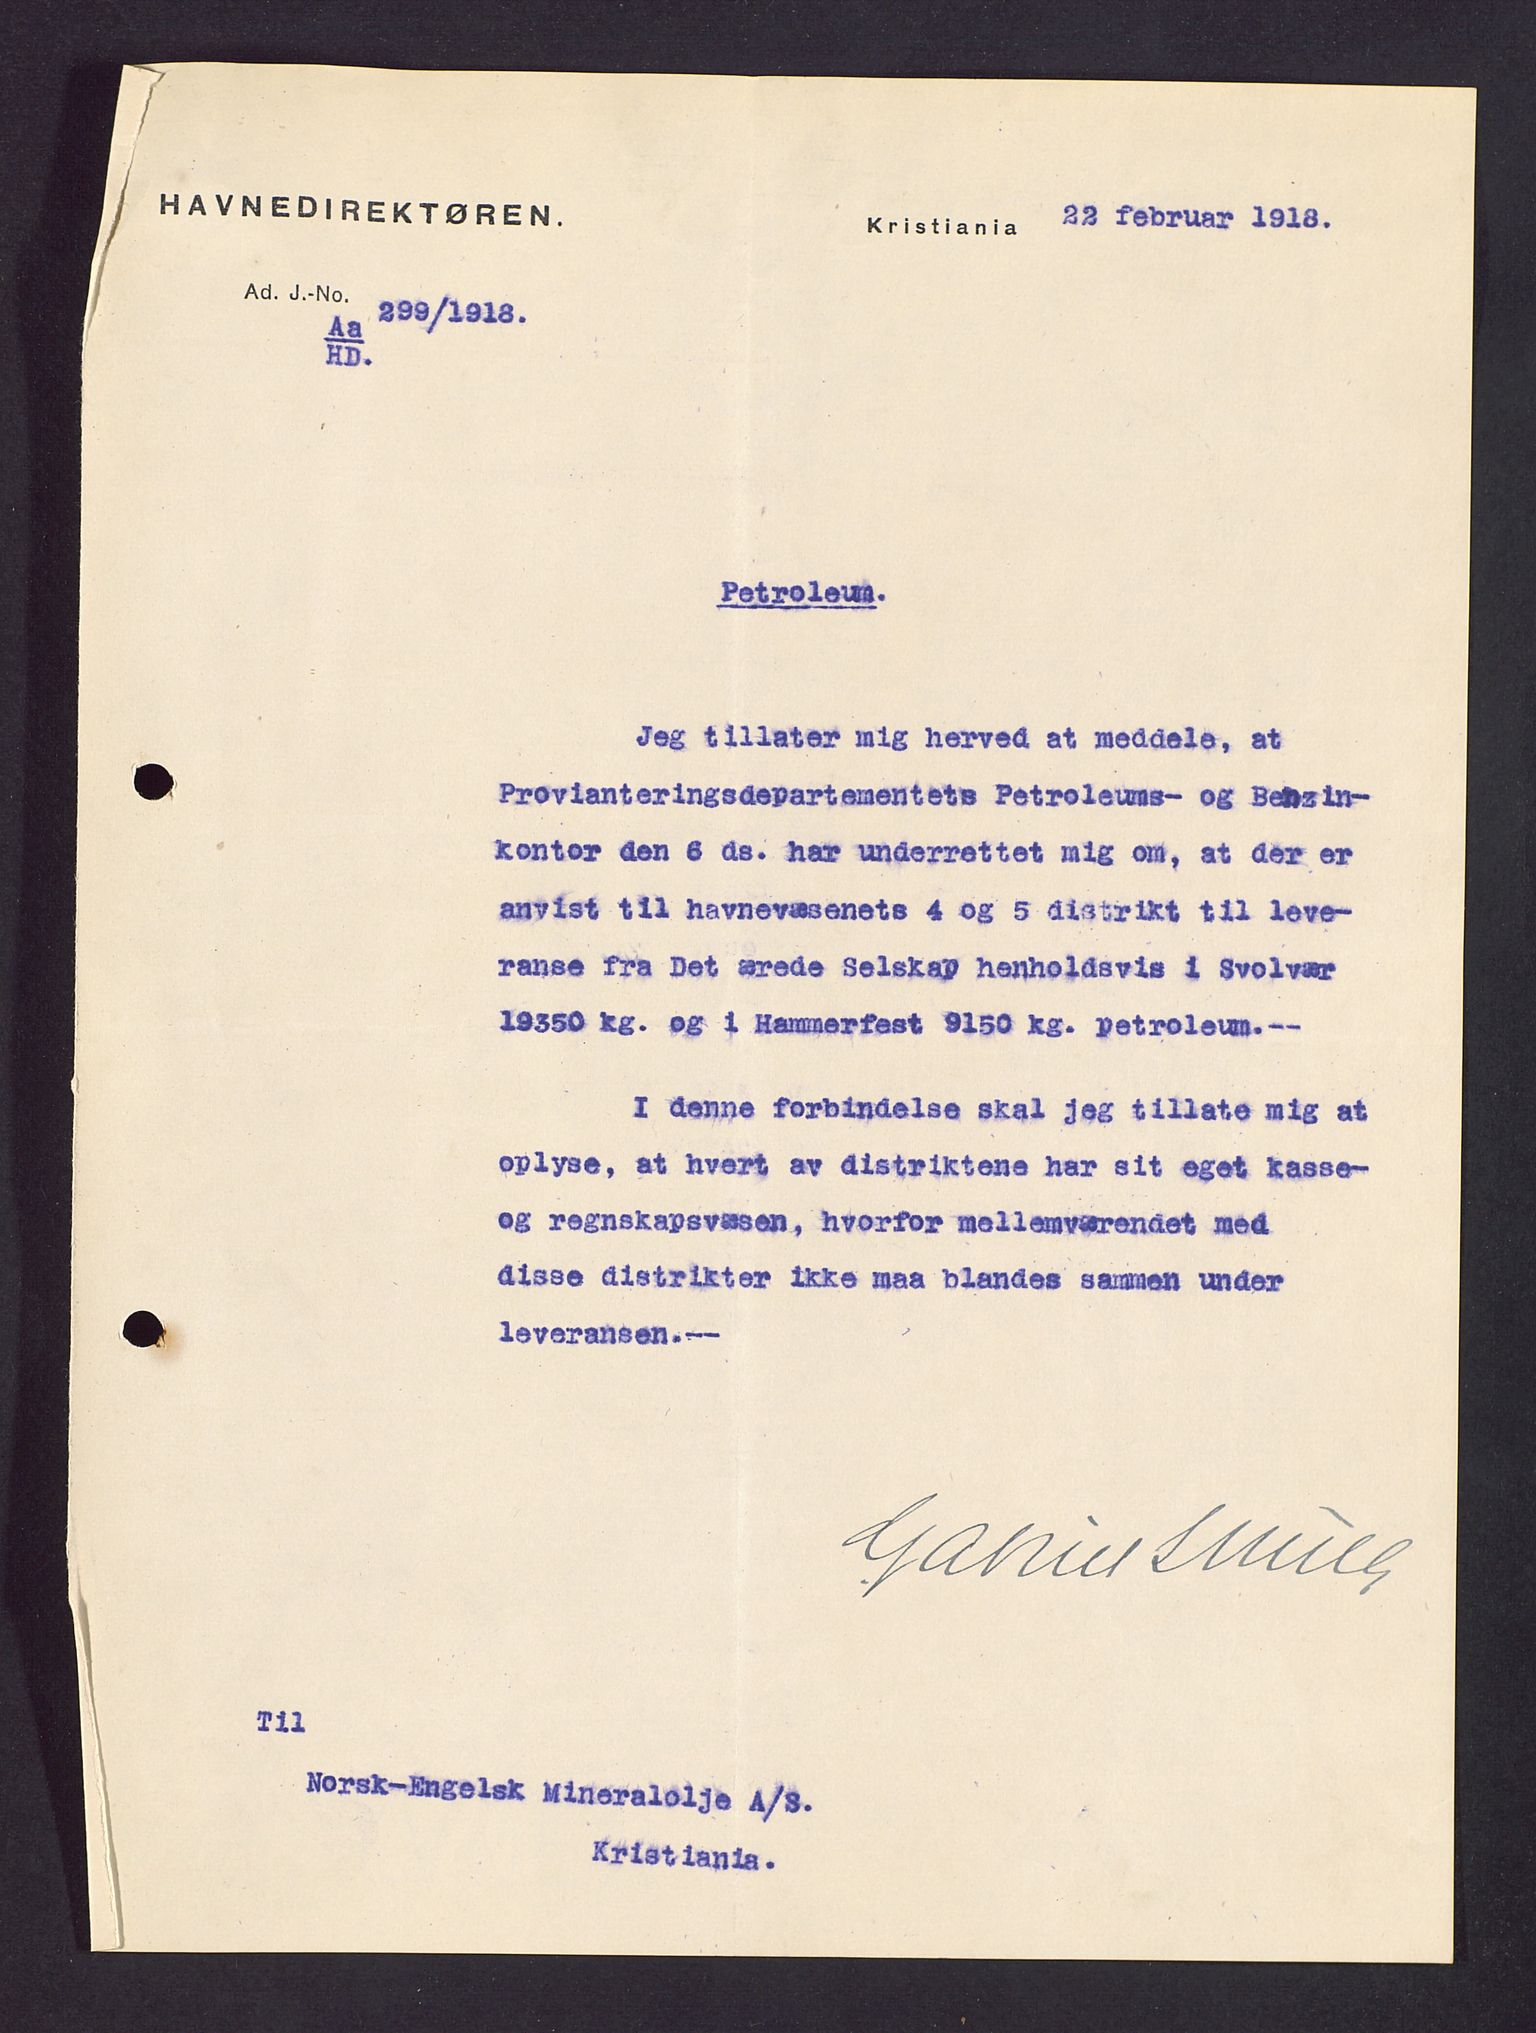 HAVNEDIREKTØREN.
Kristiania 22 februar 1918.
Ad. J.-No. 299/1918.
Aa
HD.
Petroleum.
Jeg tillater mig herved at meddele, at
Provianteringsdepartementets Petroleums- og Benzin-
kontor den 6 ds. har underrettet mig om, at der er
anvist til havnevæsenets 4 og 5 distrikt til leve-
ranse fra Det ærede Selskap henholdsvis i Svolvær
19350 kg. og i Hammerfest 9150 kg. petroleum.--
I denne forbindelse skal jeg tillate mig at
oplyse, at hvert av distriktene har sit eget kasse-
og regnskapsvæsen, hvorfor mellemværendet med
disse distrikter ikke maa blandes sammen under
leveransen.--
Gabriel Smith
Til
Norsk-Engelsk Mineralolje A/S.
Kristiania.